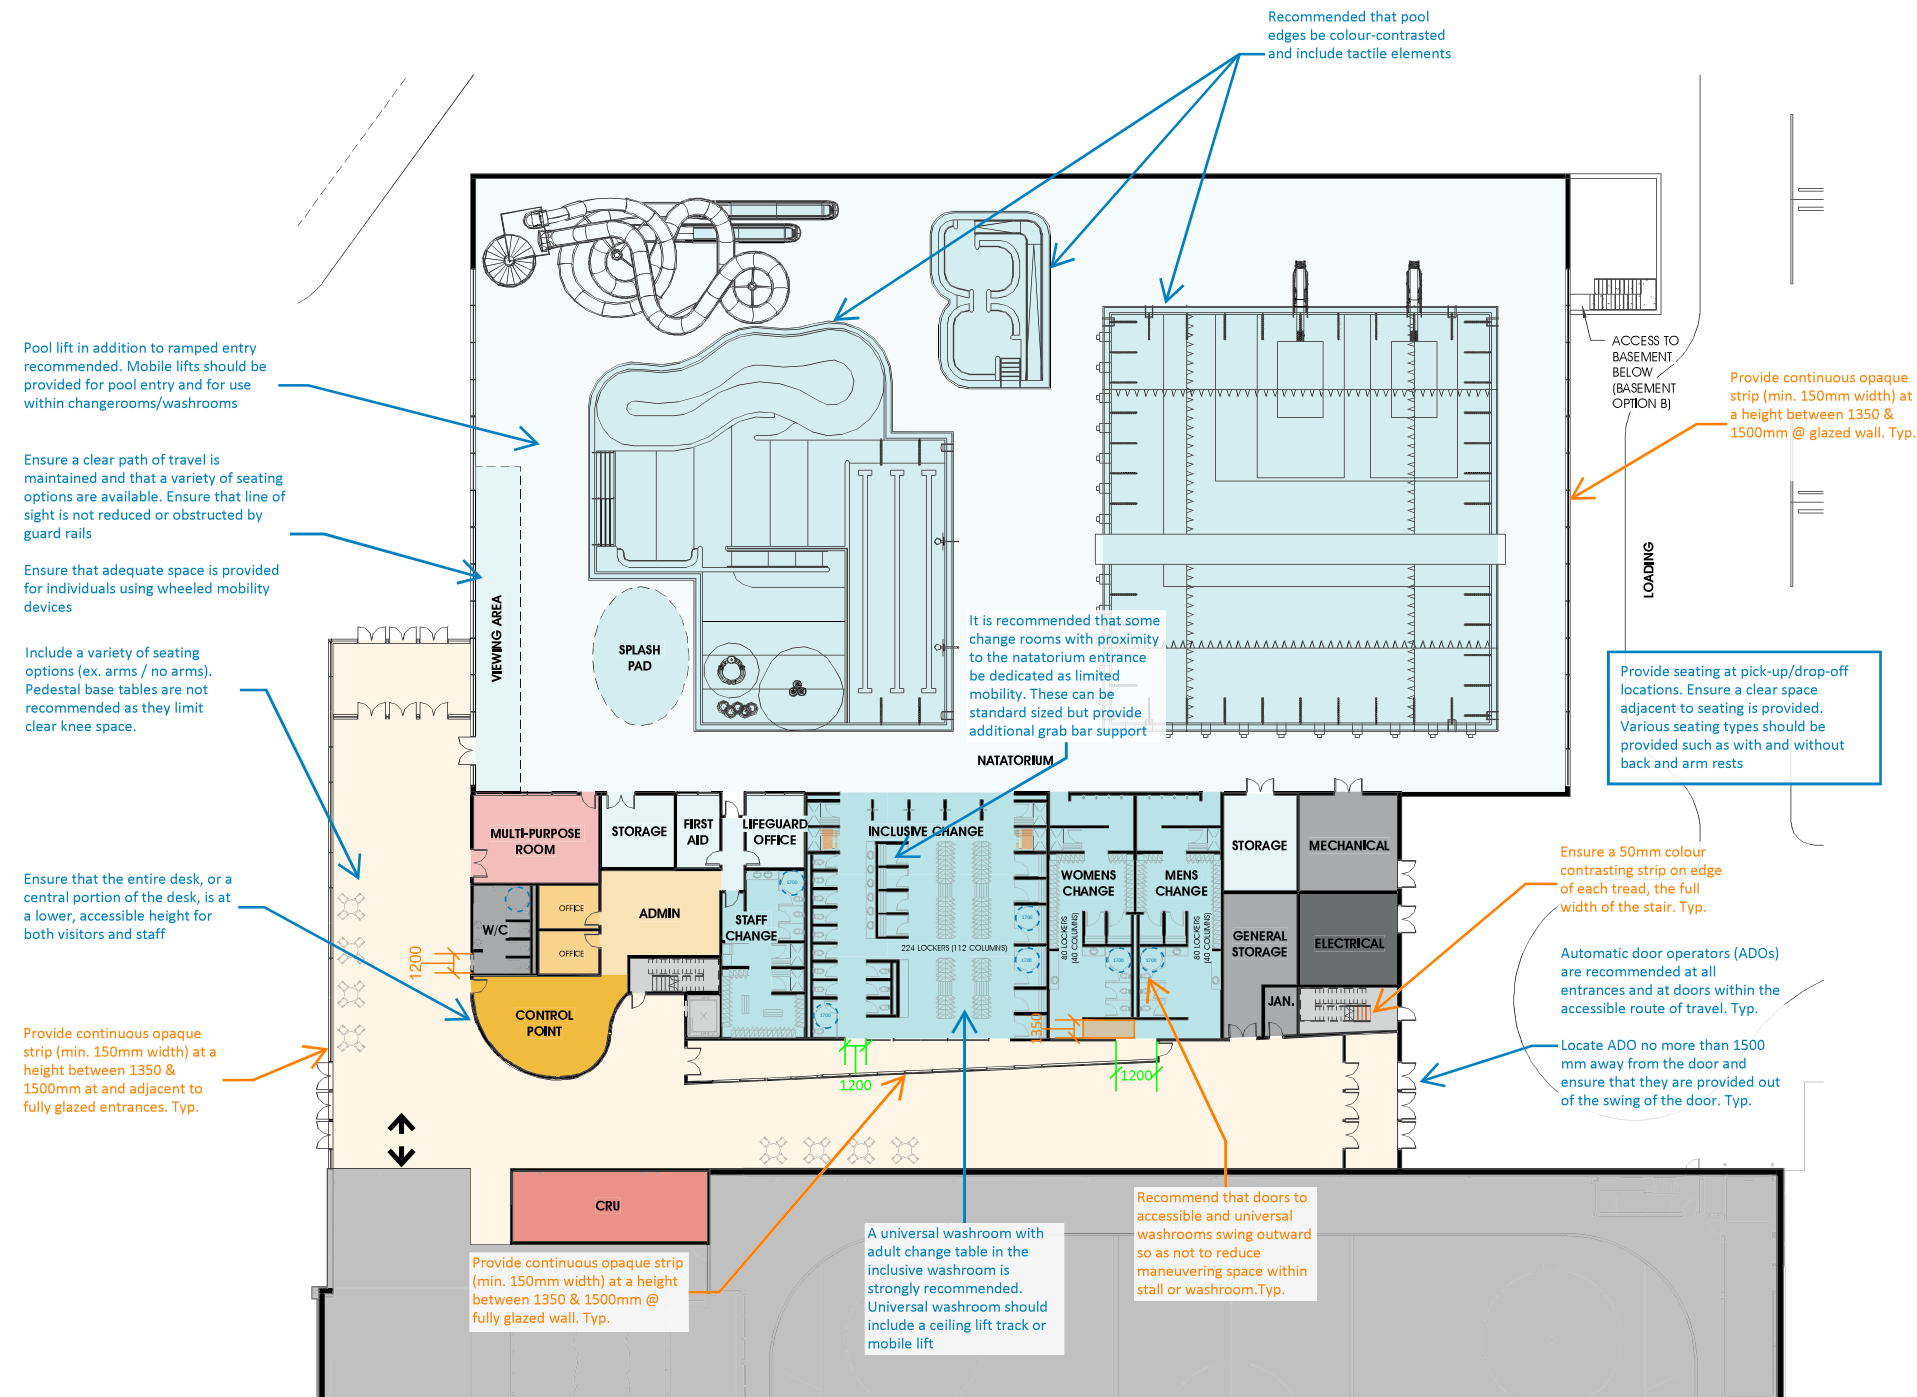 Recommended that pool
edges be colour-contrasted
and include tactile elements
Pool lift in addition to ramped entry
recommended. Mobile lifts should be
provided for pool entry and for use
within changerooms/washrooms
Ensure a clear path of travel is
maintained and that a variety of seating
options are available. Ensure that line of
sight is not reduced or obstructed by
guard rails
Ensure that adequate space is provided
for individuals using wheeled mobility
devices
Include a variety of seating
options (ex. arms / no arms).
Pedestal base tables are not
recommended as they limit
clear knee space.
Ensure that the entire desk, or a
central portion of the desk, is at
a lower, accessible height for
both visitors and staff
Provide continuous opaque
strip (min. 150mm width) at a
height between 1350 &
1500mm at and adjacent to
fully glazed entrances. Typ.
ACCESS TO
BASEMENT
BELOW
(BASEMENT
OPTION B)
Provide continuous opaque
strip (min. 150mm width) at
a height between 1350 &
1500mm @ glazed wall. Typ.
LOADING
VIEWING AREA
SPLASH
PAD
It is recommended that some
change rooms with proximity
to the natatorium entrance
be dedicated as limited
mobility. These can be
standard sized but provide
additional grab bar support
NATATORIUM
Provide seating at pick-up/drop-off
locations. Ensure a clear space
adjacent to seating is provided.
Various seating types should be
provided such as with and without
back and arm rests
MULTI-PURPOSE
ROOM
STORAGE
FIRST
AID
LIFEGUARD
OFFICE
INCLUSIVE CHANGE
STORAGE
MECHANICAL
WOMENS
CHANGE
MENS
CHANGE
1700
OFFICE
ADMIN
W/C
OFFICE
STAFF
CHANGE
1700
224 LOCKERS (112 COLUMNS)
1700
1700
1700
80 LOCKERS
(40 COLUMNS)
80 LOCKERS
(40 COLUMNS)
GENERAL
STORAGE
ELECTRICAL
1200
CONTROL
POINT
1700
JAN.
1350
1200
1200
Ensure a 50mm colour
contrasting strip on edge
of each tread, the full
width of the stair. Typ.
Automatic door operators (ADOs)
are recommended at all
entrances and at doors within the
accessible route of travel. Typ.
Locate ADO no more than 1500
mm away from the door and
ensure that they are provided out
of the swing of the door. Typ.
CRU
Provide continuous opaque strip
(min. 150mm width) at a height
between 1350 & 1500mm @
fully glazed wall. Typ.
A universal washroom with
adult change table in the
inclusive washroom is
strongly recommended.
Universal washroom should
include a ceiling lift track or
mobile lift
Recommend that doors to
accessible and universal
washrooms swing outward
so as not to reduce
maneuvering space within
stall or washroom.Typ.